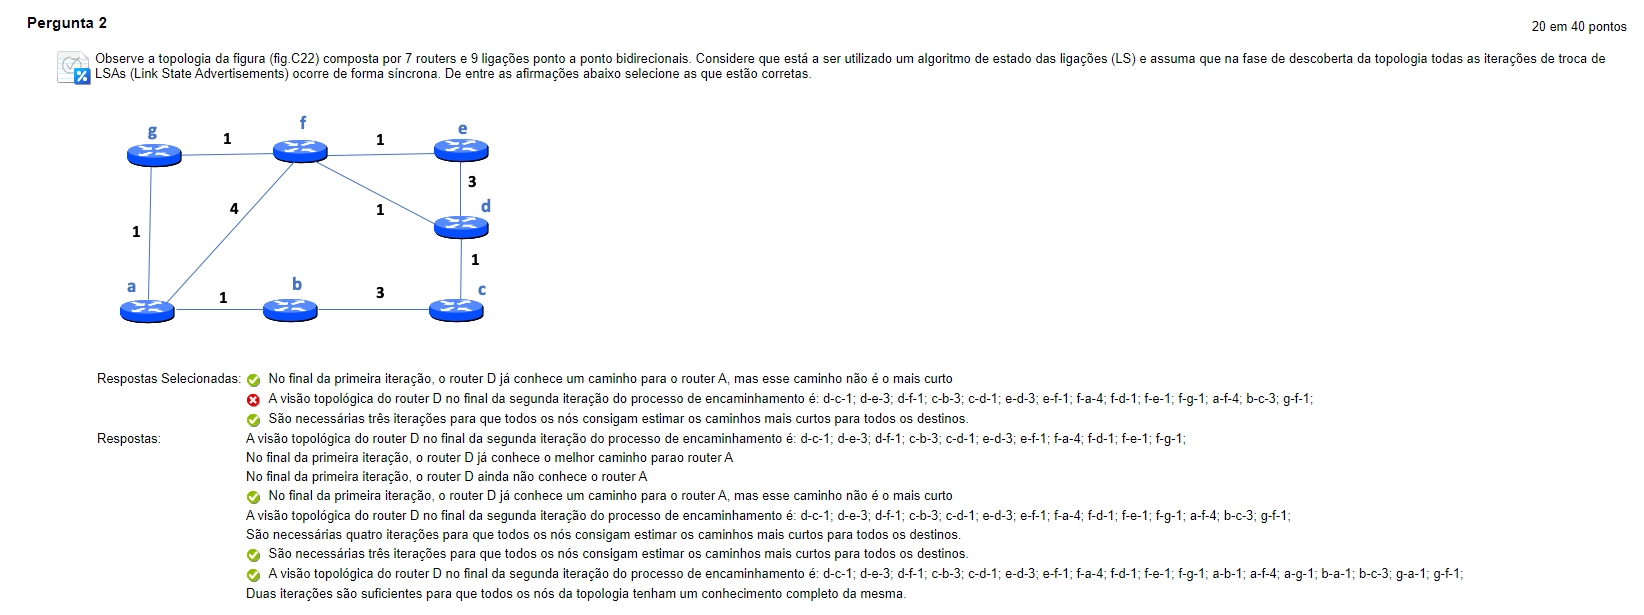 Pergunta 2
20 em 40 pontos
Observe a topologia da figura (fig.C22) composta por 7 routers e 9 ligações ponto a ponto bidirecionais. Considere que está a ser utilizado um algoritmo de estado das ligações (LS) e assuma que na fase de descoberta da topologia todas as iterações de troca de
LSAs (Link State Advertisements) ocorre de forma síncrona. De entre as afirmações abaixo selecione as que estão corretas.
g 1 f 1 e
3
4 1 d
1
1
a 1 b 3 c
Respostas Selecionadas: No final da primeira iteração, o router D já conhece um caminho para o router A, mas esse caminho não é o mais curto
A visão topológica do router D no final da segunda iteração do processo de encaminhamento é: d-c-1; d-e-3; d-f-1; c-b-3; c-d-1; e-d-3; e-f-1; f-a-4; f-d-1; f-e-1; f-g-1; a-f-4; b-c-3; g-f-1;
São necessárias três iterações para que todos os nós consigam estimar os caminhos mais curtos para todos os destinos.
Respostas: A visão topológica do router D no final da segunda iteração do processo de encaminhamento é: d-c-1; d-e-3; d-f-1; c-b-3; c-d-1; e-d-3; e-f-1; f-a-4; f-d-1; f-e-1; f-g-1;
No final da primeira iteração, o router D já conhece o melhor caminho parao router A
No final da primeira iteração, o router D ainda não conhece o router A
No final da primeira iteração, o router D já conhece um caminho para o router A, mas esse caminho não é o mais curto
A visão topológica do router D no final da segunda iteração do processo de encaminhamento é: d-c-1; d-e-3; d-f-1; c-b-3; c-d-1; e-d-3; e-f-1; f-a-4; f-d-1; f-e-1; f-g-1; a-f-4; b-c-3; g-f-1;
São necessárias quatro iterações para que todos os nós consigam estimar os caminhos mais curtos para todos os destinos.
São necessárias três iterações para que todos os nós consigam estimar os caminhos mais curtos para todos os destinos.
A visão topológica do router D no final da segunda iteração do processo de encaminhamento é: d-c-1; d-e-3; d-f-1; c-b-3; c-d-1; e-d-3; e-f-1; f-a-4; f-d-1; f-e-1; f-g-1; a-b-1; a-f-4; a-g-1; b-a-1; b-c-3; g-a-1; g-f-1;
Duas iterações são suficientes para que todos os nós da topologia tenham um conhecimento completo da mesma.